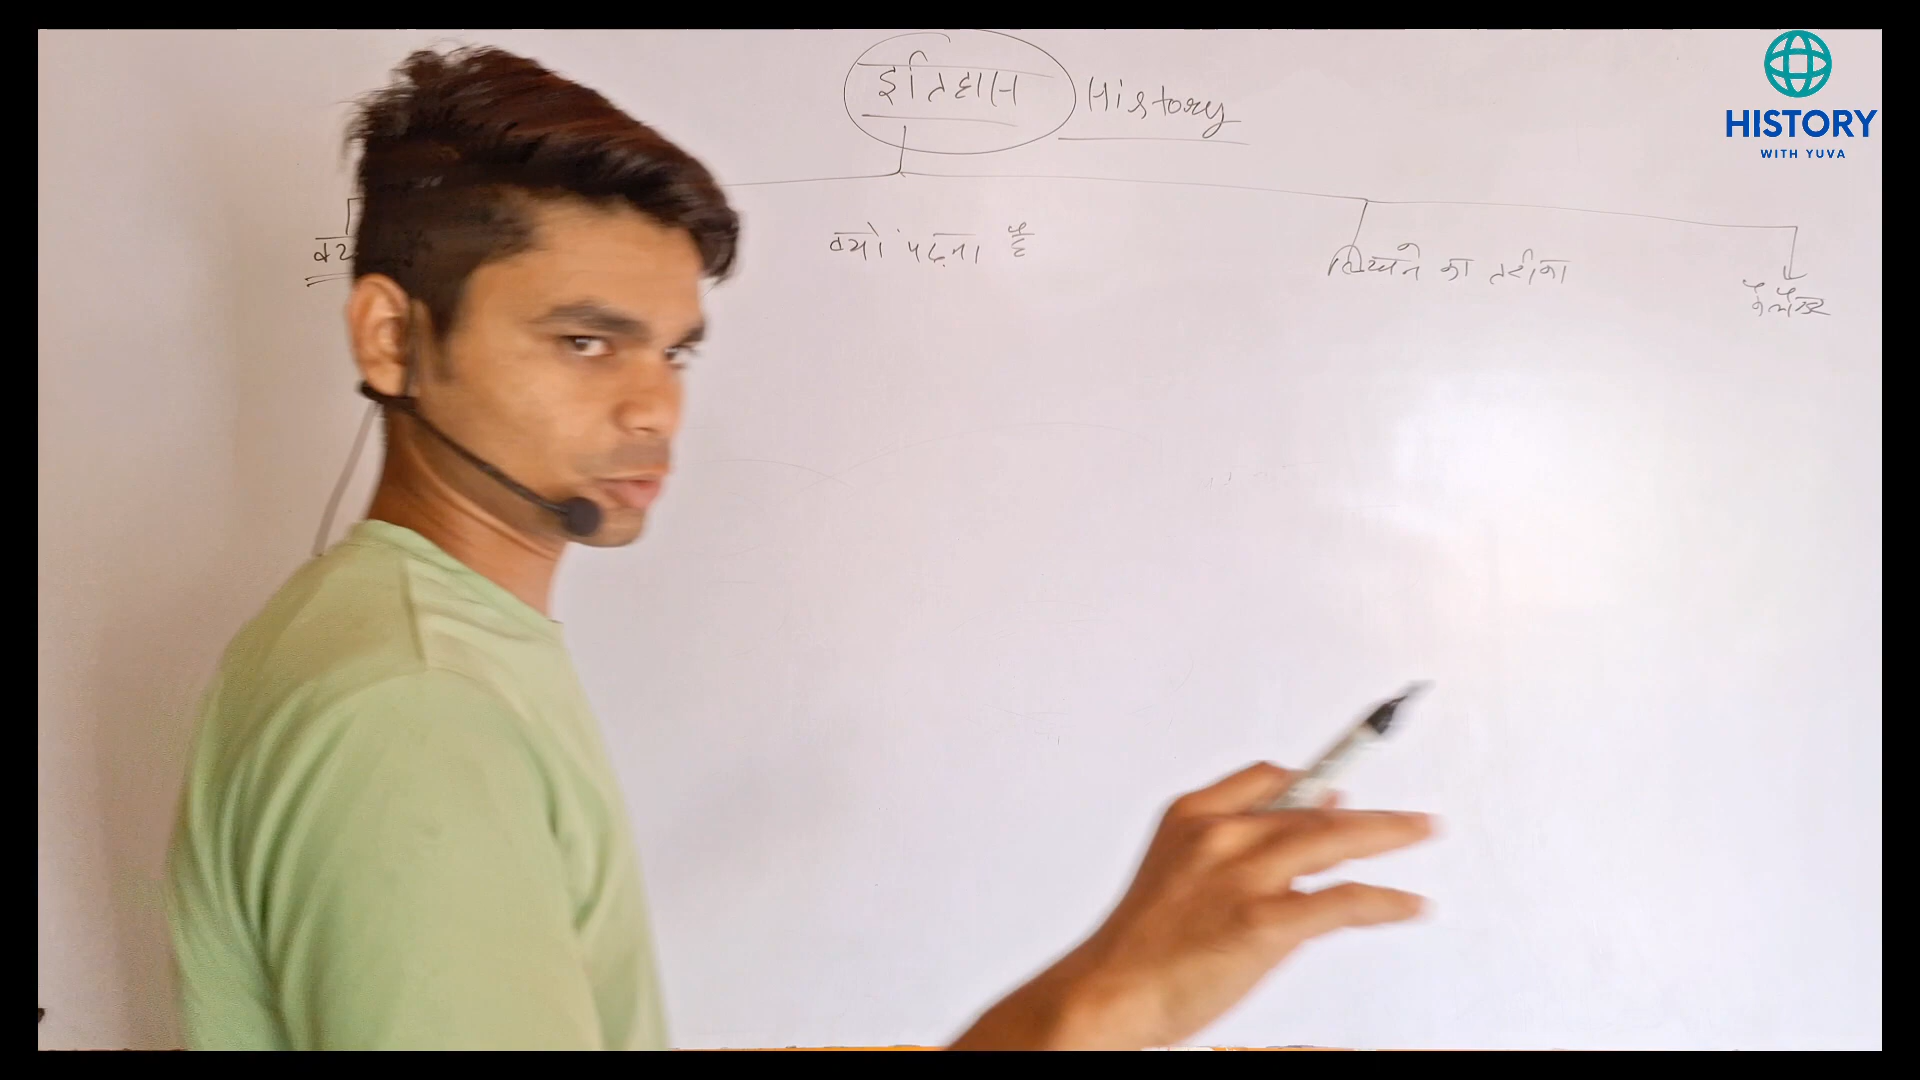 इतिहास History
HISTORY
WITH YUVA
क्यों पढ़ना है
लिखने का तरीका
कैलेंडर